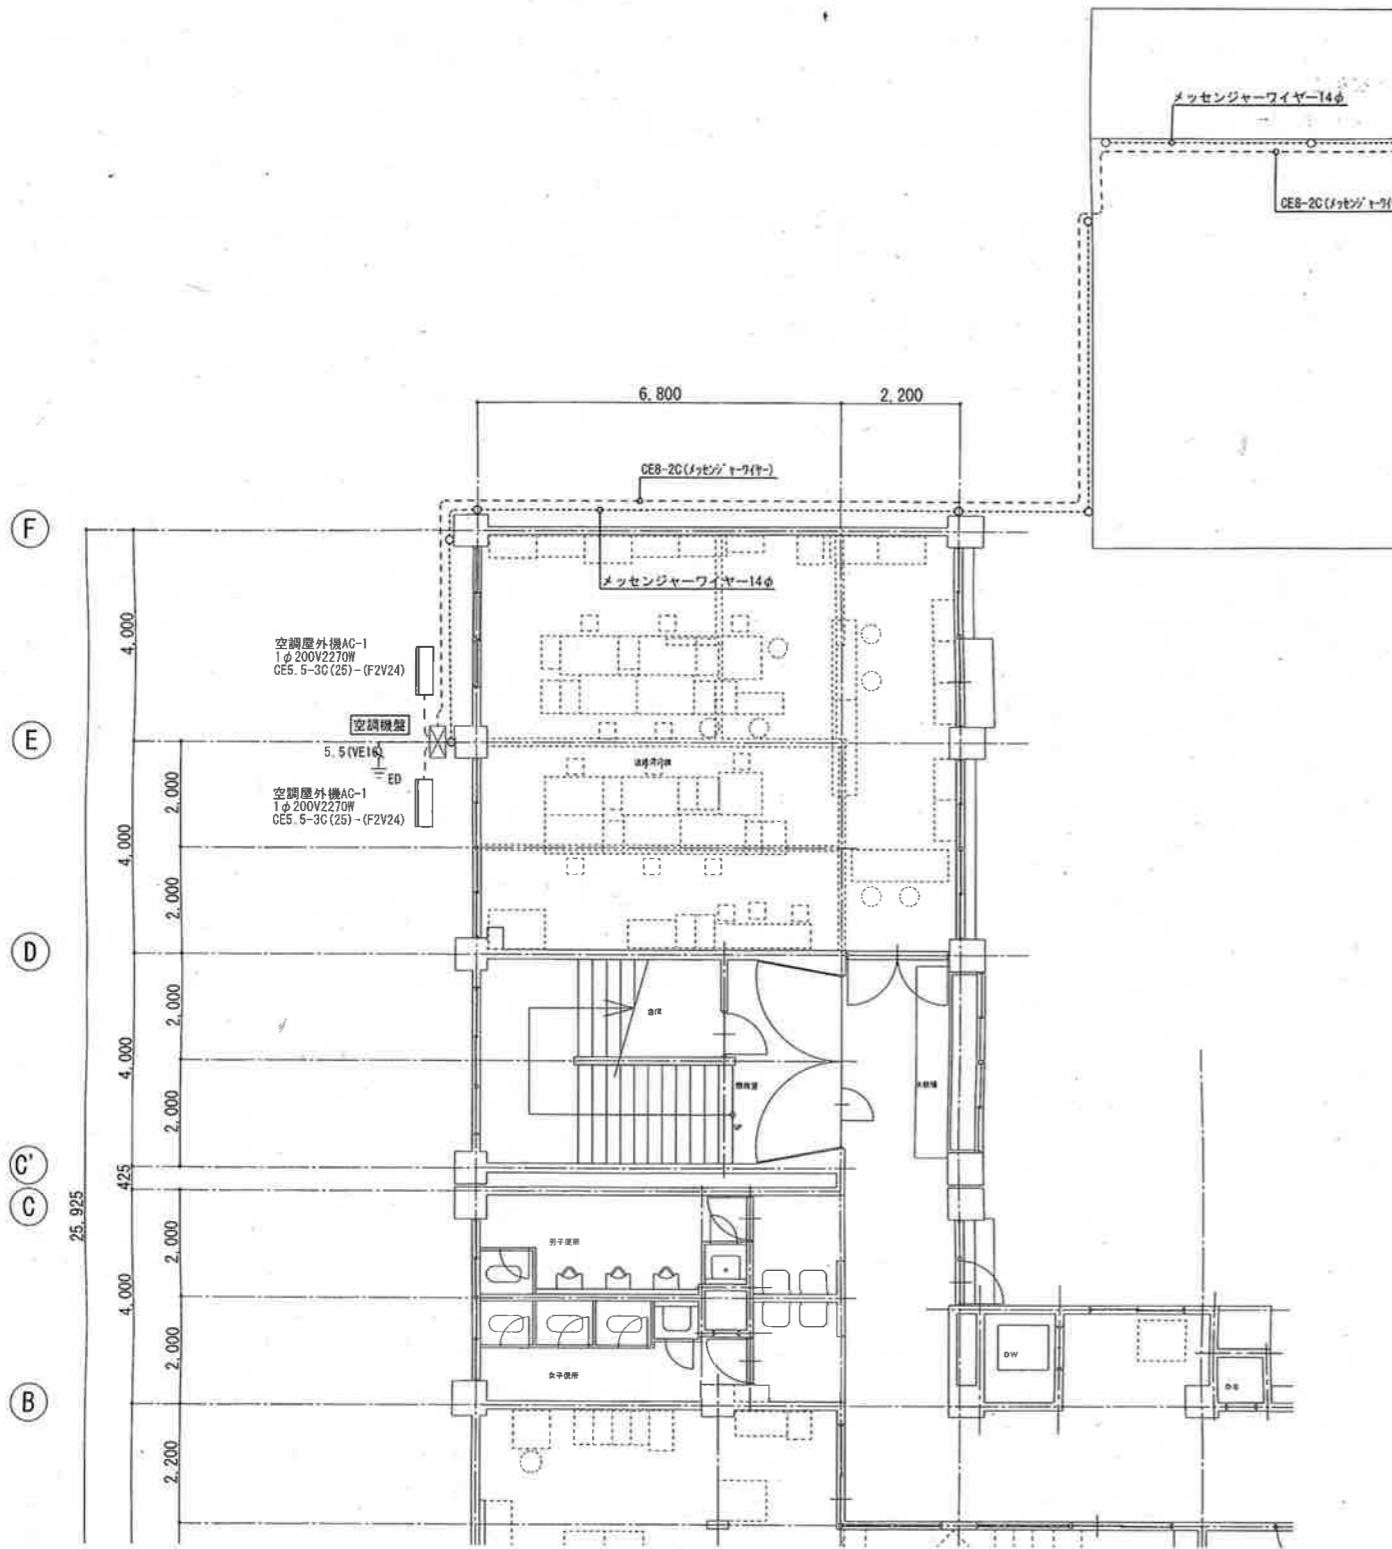 メッセンジャーワイヤー14φ
CE8-2C(ﾒｯｾﾝｼﾞｬｰﾜｲ
6,800
2,200
CE8-2C(ﾒｯｾﾝｼﾞｬｰﾜｲﾔｰ)
F
メッセンジャーワイヤー14φ
4,000
空調屋外機AC-1
1φ200V2270W
CE5.5-3C(25)-(F2V24)
空調機盤
E
5.5(VE16)
ED
空調屋外機AC-1
1φ200V2270W
CE5.5-3C(25)-(F2V24)
2,000
4,000
2,000
D
2,000
4,000
2,000
UP
C'
425
C
25,925
2,000
4,000
2,000
男子便所
女子便所
DW
DS
B
2,200